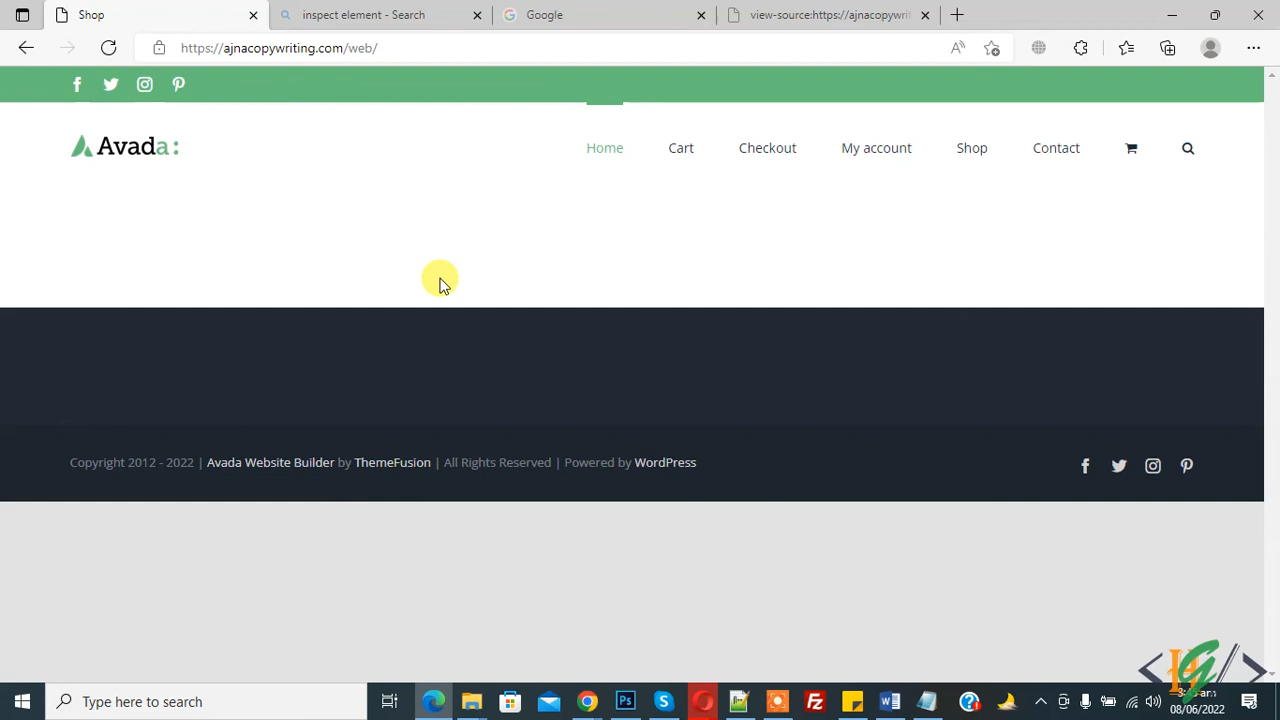 Shop
inspect element - Search
Google
view-source:https://ajnacopywriti
https://ajnacopywriting.com/web/
Avada:
Home
Cart
Checkout
My account
Shop
Contact
Copyright 2012 - 2022 | Avada Website Builder by ThemeFusion | All Rights Reserved | Powered by WordPress
Type here to search
08/06/2022